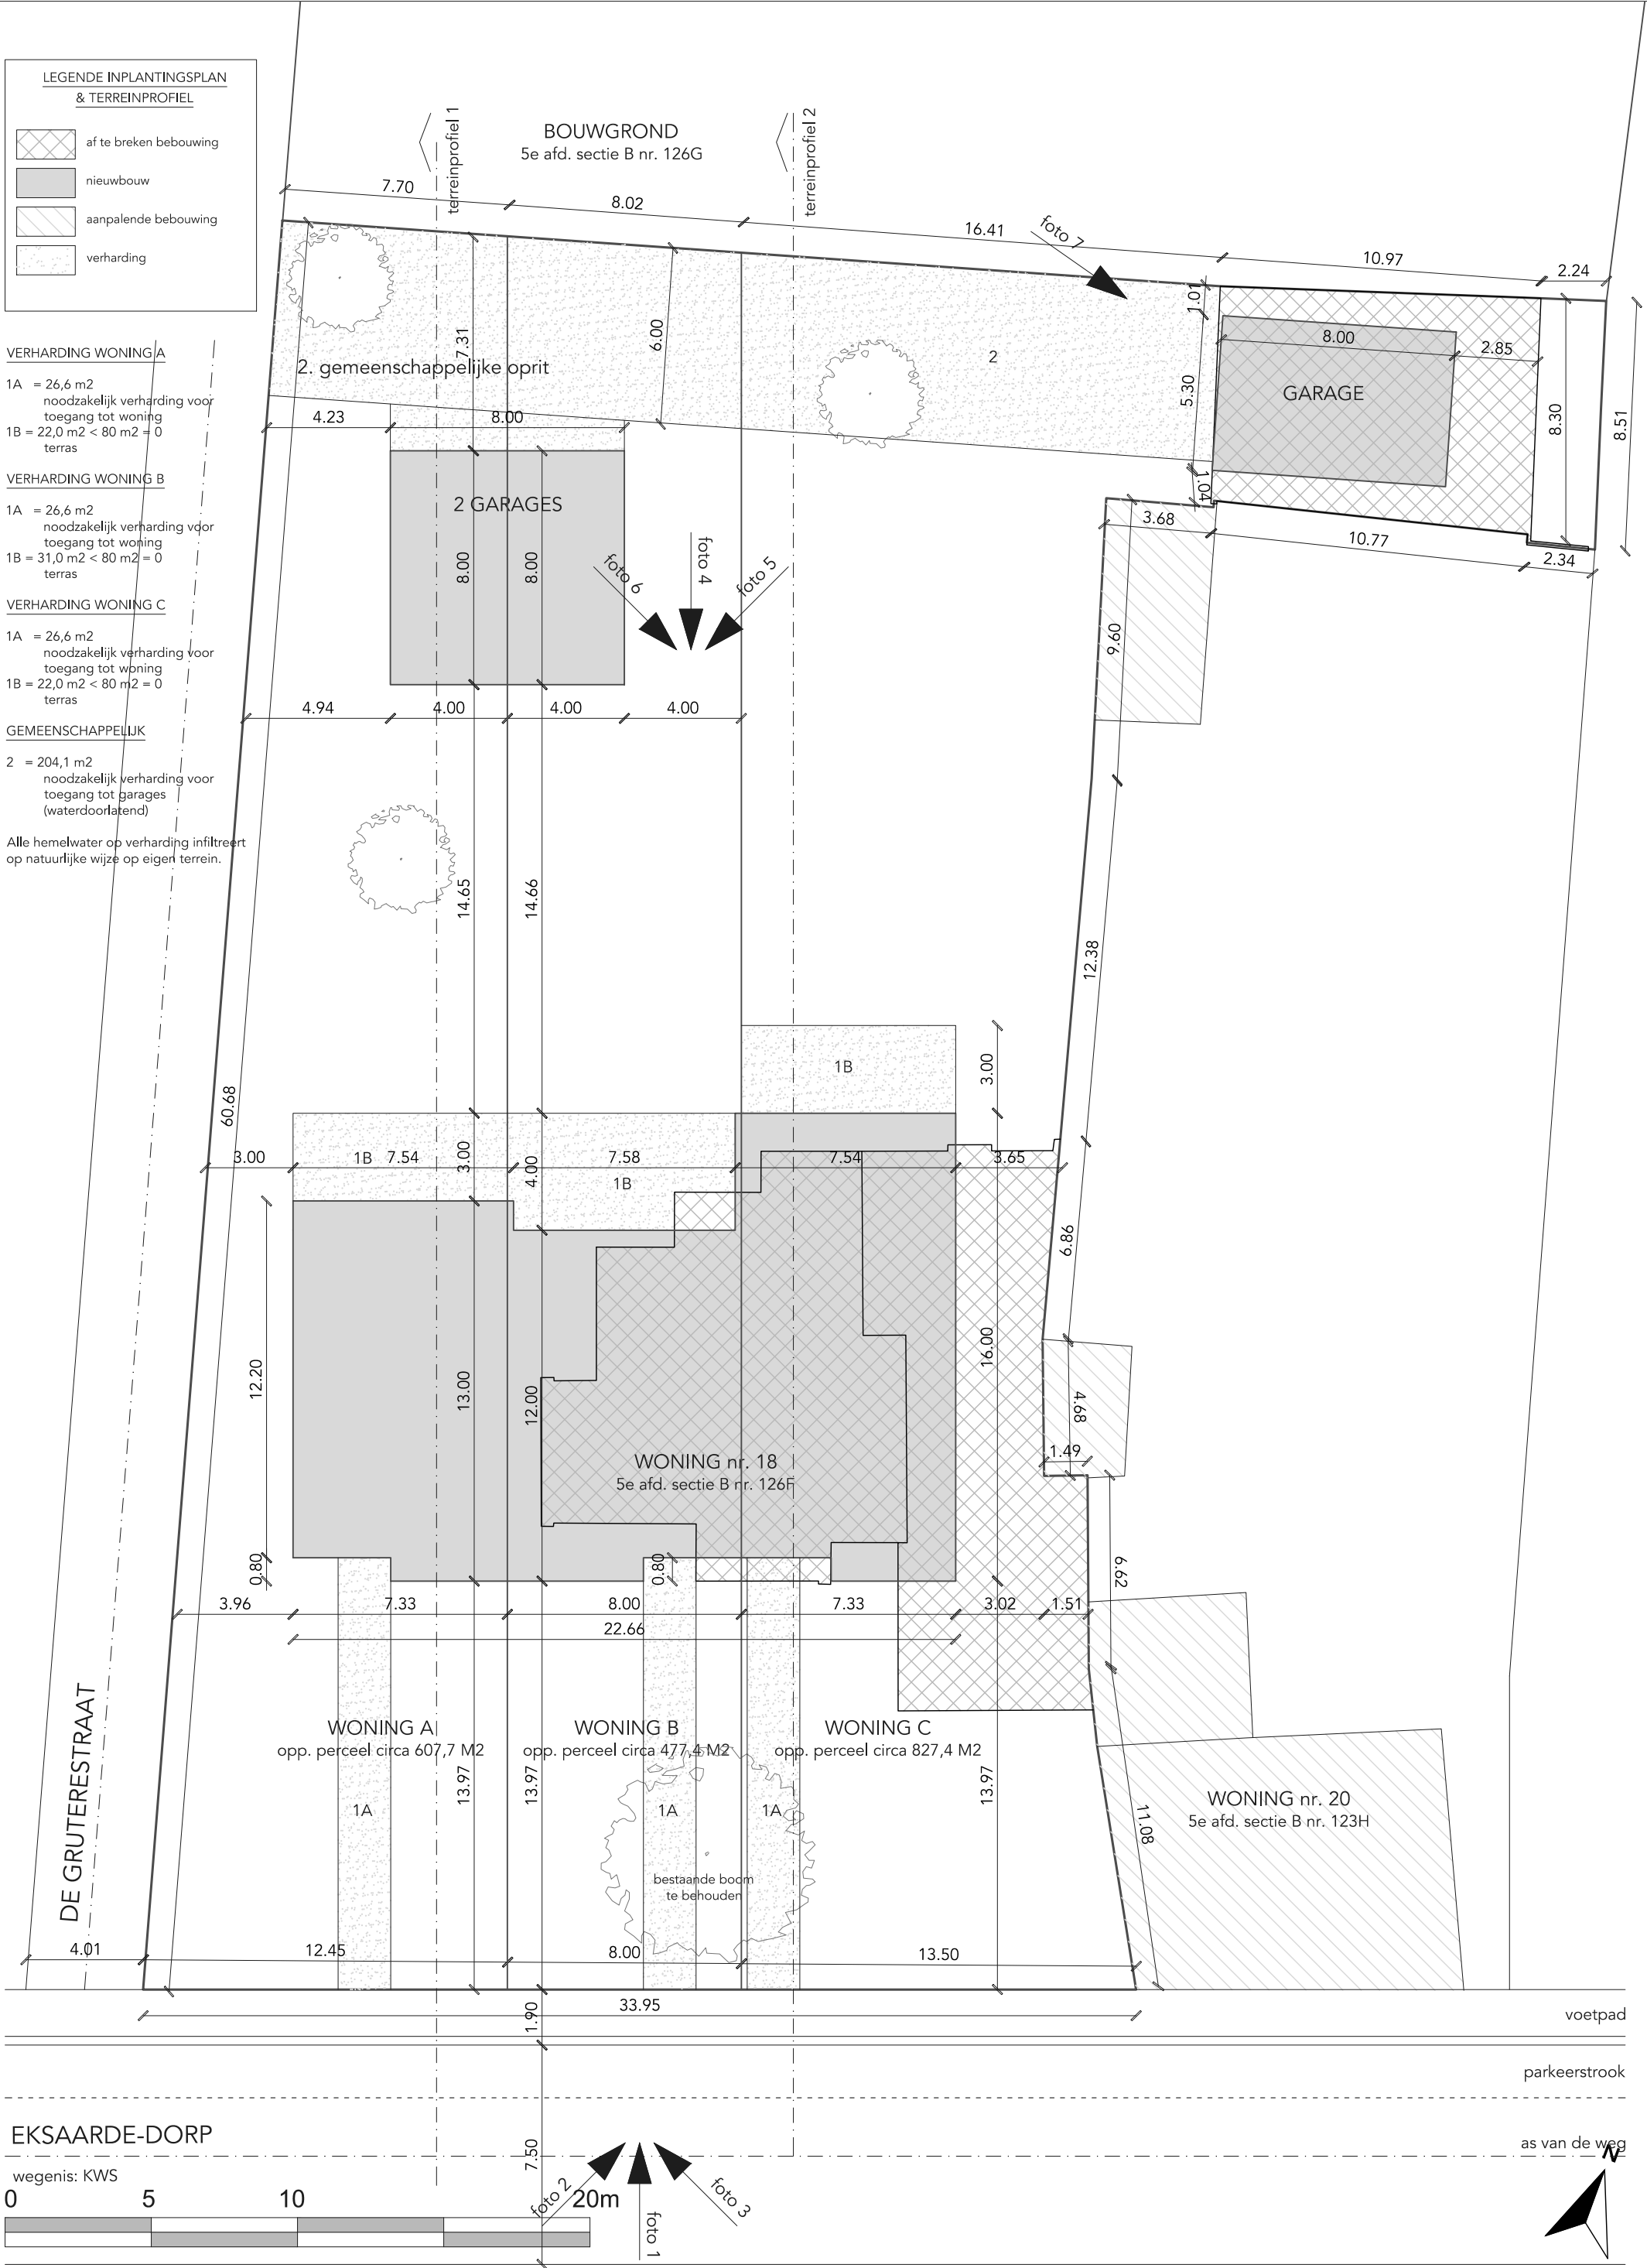 LEGENDE INPLANTINGSPLAN
& TERREINPROFIEL
af te breken bebouwing
nieuwbouw
aanpalende bebouwing
verharding
VERHARDING WONING A
1A = 26,6 m2
noodzakelijk verharding voor
toegang tot woning
1B = 22,0 m2 < 80 m2 = 0
terras
VERHARDING WONING B
1A = 26,6 m2
noodzakelijk verharding voor
toegang tot woning
1B = 31,0 m2 < 80 m2 = 0
terras
VERHARDING WONING C
1A = 26,6 m2
noodzakelijk verharding voor
toegang tot woning
1B = 22,0 m2 < 80 m2 = 0
terras
GEMEENSCHAPPELIJK
2 = 204,1 m2
noodzakelijk verharding voor
toegang tot garages
(waterdoorlatend)
Alle hemelwater op verharding infiltreert
op natuurlijke wijze op eigen terrein.
terreinprofiel 1
BOUWGROND
5e afd. sectie B nr. 126G
terreinprofiel 2
7.70
8.02
16.41
foto 7
10.97
2.24
7.31
6.00
2. gemeenschappelijke oprit
2
1.01
8.00
2.85
GARAGE
5.30
8.30
8.51
4.23
8.00
1.04
2 GARAGES
3.68
10.77
2.34
8.00
8.00
foto 6
foto 4
foto 5
9.60
4.94
4.00
4.00
4.00
14.65
14.66
12.38
60.68
1B
3.00
3.00
1B
7.54
3.00
4.00
7.58
1B
7.54
3.65
6.86
12.20
13.00
12.00
16.00
4.68
1.49
WONING nr. 18
5e afd. sectie B nr. 126F
0.80
0.80
6.62
3.96
7.33
8.00
7.33
3.02
1.51
22.66
WONING A
opp. perceel circa 607,7 M2
WONING B
opp. perceel circa 477,4 M2
WONING C
opp. perceel circa 827,4 M2
13.97
13.97
13.97
1A
1A
1A
WONING nr. 20
5e afd. sectie B nr. 123H
11.08
bestaande boom
te behouden
DE GRUTERESTRAAT
4.01
12.45
8.00
13.50
33.95
1.90
voetpad
parkeerstrook
EKSAARDE-DORP
as van de weg
wegenis: KWS
7.50
foto 2
foto 1
foto 3
0 5 10 20m
N